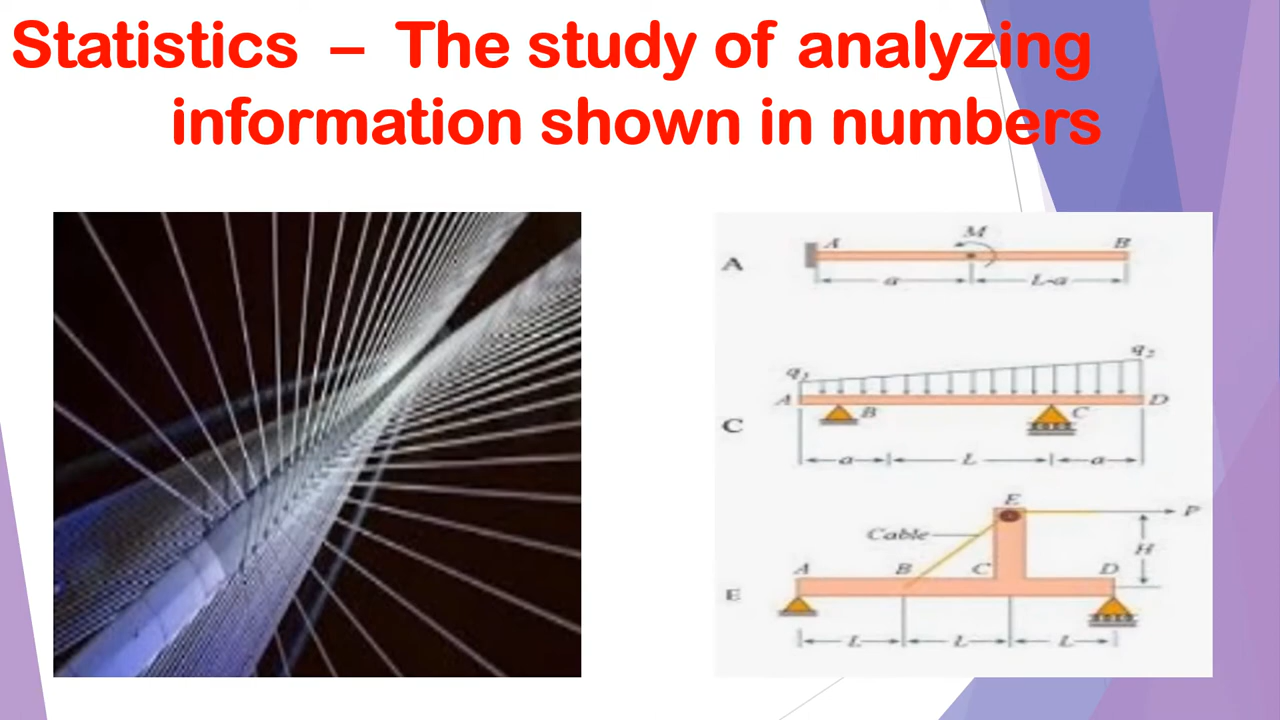 Statistics – The study of analyzing
information shown in numbers
A
A M B
a L-a
q₁ q₂
A B C D
C
a L a
E
Cable P
H
A B C D
E
L L L